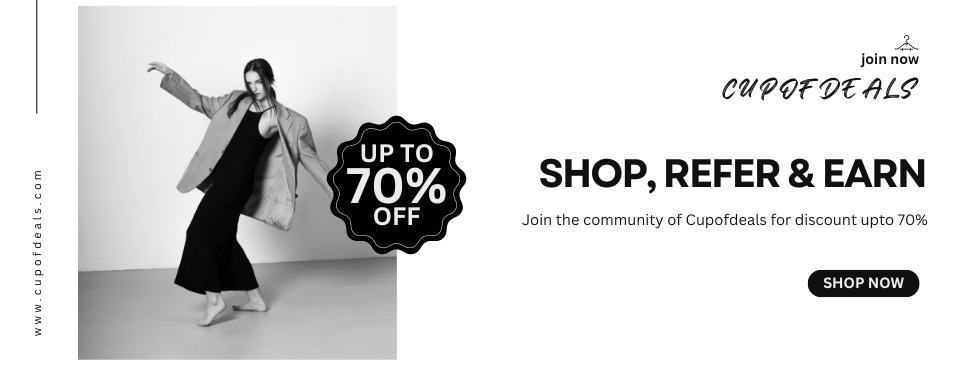 www.cupofdeals.com
UP TO
70%
OFF
join now
CUPOFDEALS
SHOP, REFER & EARN
Join the community of Cupofdeals for discount upto 70%
SHOP NOW